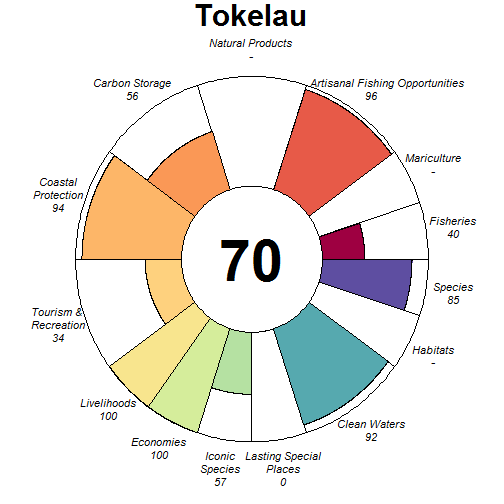 Tokelau
Natural Products
-
Artisanal Fishing Opportunities
96
Mariculture
-
Fisheries
40
Species
85
Habitats
-
Clean Waters
92
Lasting Special
Places
0
Iconic
Species
57
Economies
100
Livelihoods
100
Tourism &
Recreation
34
Coastal
Protection
94
Carbon Storage
56
70